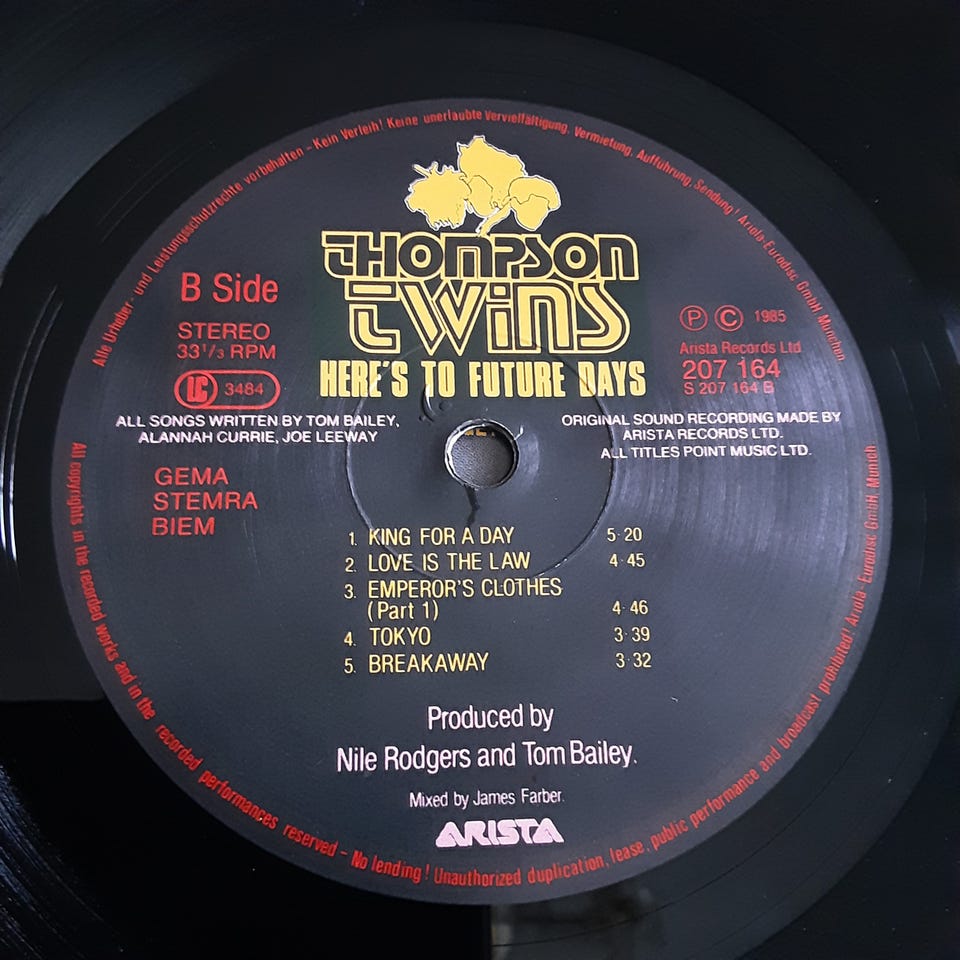 Alle Urheber- und Leistungsschutzrechte vorbehalten - Kein Verleih! Keine unerlaubte Vervielfältigung, Vermietung, Aufführung, Sendung! Ariola-Eurodisc GmbH, München
THOMPSON
TWINS
HERE'S TO FUTURE DAYS
B Side
STEREO
33 1/3 RPM
LC 3484
Ⓟ Ⓒ 1985
Arista Records Ltd
207 164
S 207 164 B
ALL SONGS WRITTEN BY TOM BAILEY,
ALANNAH CURRIE, JOE LEEWAY
ORIGINAL SOUND RECORDING MADE BY
ARISTA RECORDS LTD.
ALL TITLES POINT MUSIC LTD.
GEMA
STEMRA
BIEM
1. KING FOR A DAY 5·20
2. LOVE IS THE LAW 4·45
3. EMPEROR'S CLOTHES
(Part 1) 4·46
4. TOKYO 3·39
5. BREAKAWAY 3·32
Produced by
Nile Rodgers and Tom Bailey.
Mixed by James Farber.
ARISTA
All copyrights in the recorded works and in the recorded performances reserved - No lending! Unauthorized duplication, lease, public performance and broadcast prohibited! Ariola-Eurodisc GmbH, Munich